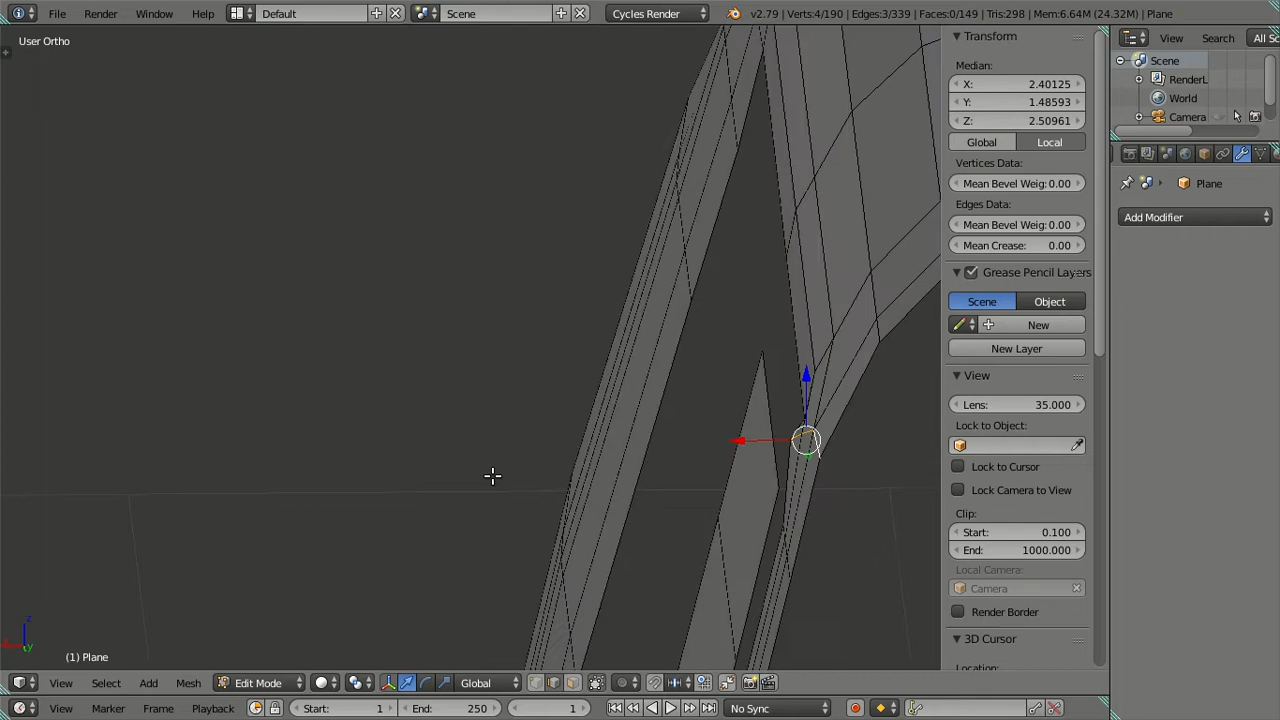 File Render Window Help Default Scene Cycles Render v2.79 | Verts:4/190 | Edges:3/339 | Faces:0/149 | Tris:298 | Mem:6.64M (24.32M) | Plane
User Ortho
Transform
View Search All Sc
Median:
Scene
X: 2.40125
RenderL
Y: 1.48593
World
Z: 2.50961
Camera
Global Local
Vertices Data:
Mean Bevel Weig: 0.00
Plane
Edges Data:
Add Modifier
Mean Bevel Weig: 0.00
Mean Crease: 0.00
Grease Pencil Layers
Scene Object
New
New Layer
View
Lens: 35.000
Lock to Object:
Lock to Cursor
Lock Camera to View
Clip:
Start: 0.100
End: 1000.000
Local Camera:
Camera
Render Border
3D Cursor
Location:
z
x
y
(1) Plane
View Select Add Mesh Edit Mode Global
View Marker Frame Playback Start: 1 End: 250 1 No Sync